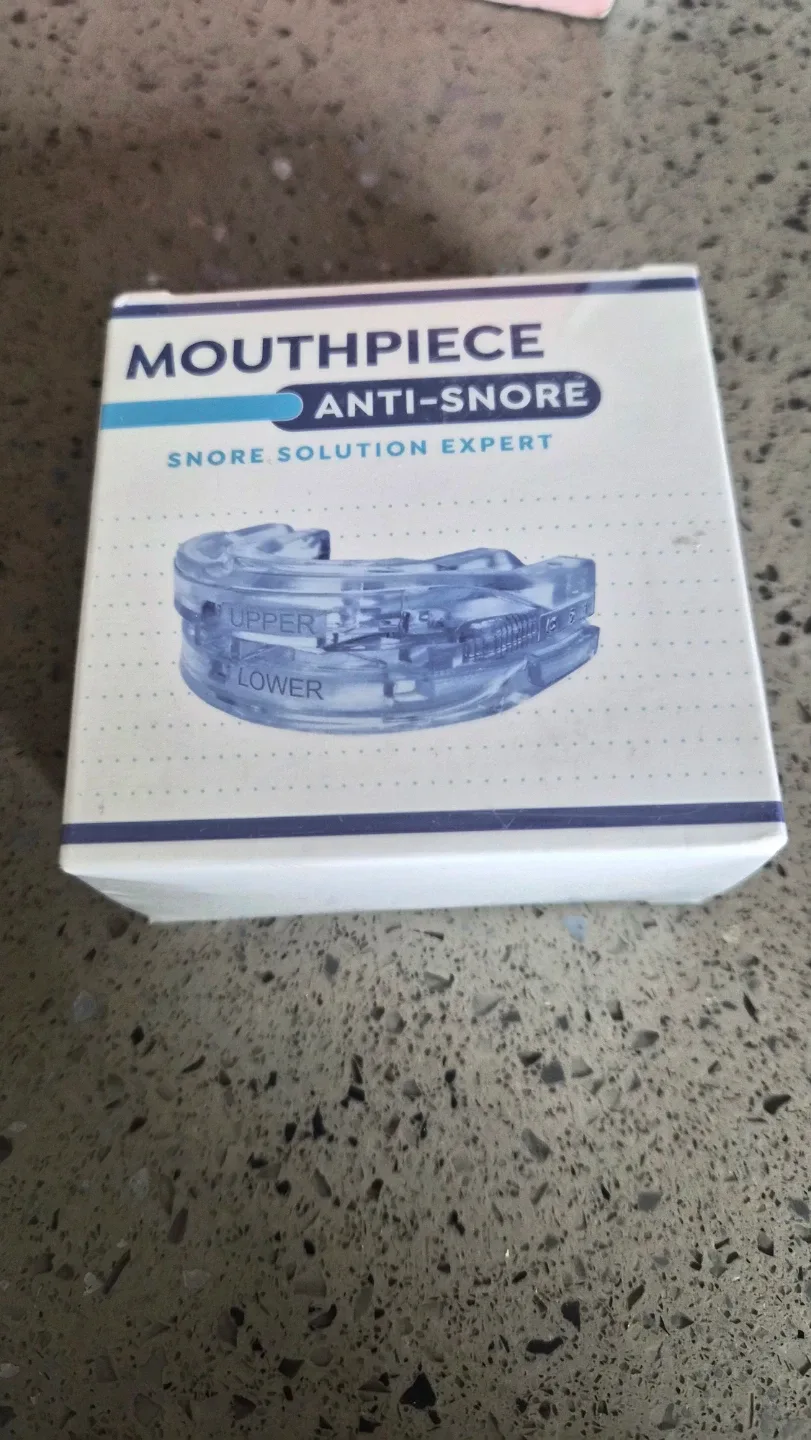 MOUTHPIECE
ANTI-SNORE
SNORE SOLUTION EXPERT
UPPER
LOWER